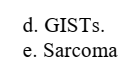 d. GISTs.
e. Sarcoma